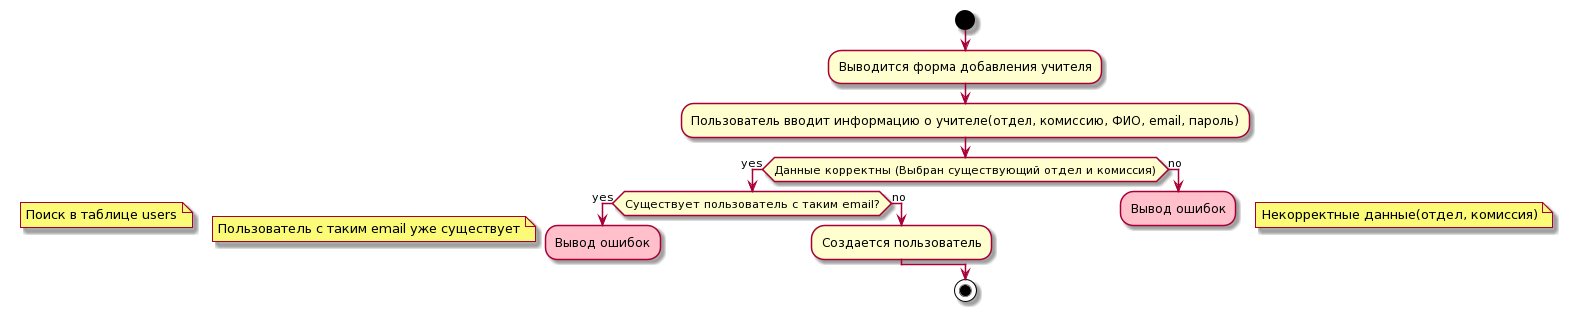 Выводится форма добавления учителя
Пользователь вводит информацию о учителе(отдел, комиссию, ФИО, email, пароль)
yes
Данные корректны (Выбран существующий отдел и комиссия)
no
yes
Существует пользователь с таким email?
no
Вывод ошибок
Поиск в таблице users
Некорректные данные(отдел, комиссия)
Пользователь с таким email уже существует
Вывод ошибок
Создается пользователь